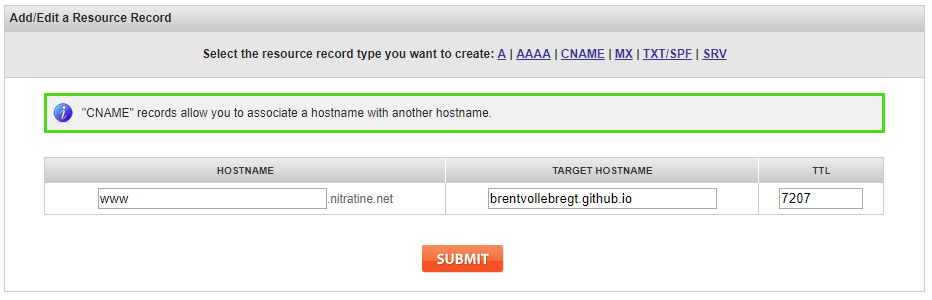 Add/Edit a Resource Record
Select the resource record type you want to create: A | AAAA | CNAME | MX | TXT/SPF | SRV
"CNAME" records allow you to associate a hostname with another hostname.
HOSTNAME TARGET HOSTNAME TTL
www .nitratine.net brentvollebregt.github.io 7207
SUBMIT